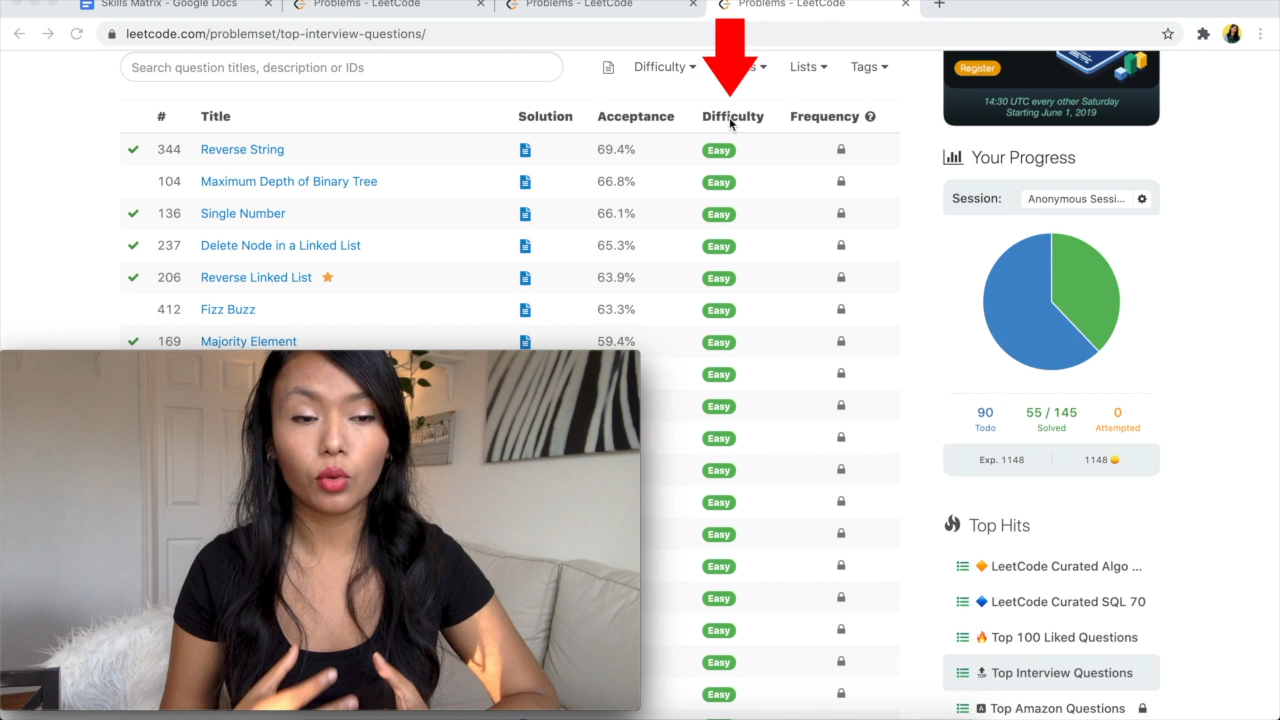 Skills Matrix - Google Docs
Problems - LeetCode
Problems - LeetCode
Problems - LeetCode
leetcode.com/problemset/top-interview-questions/
Search question titles, description or IDs
Difficulty
Lists
Tags
Register
14:30 UTC every other Saturday
Starting June 1, 2019
# Title Solution Acceptance Difficulty Frequency
344 Reverse String 69.4% Easy
104 Maximum Depth of Binary Tree 66.8% Easy
136 Single Number 66.1% Easy
237 Delete Node in a Linked List 65.3% Easy
206 Reverse Linked List 63.9% Easy
412 Fizz Buzz 63.3% Easy
169 Majority Element 59.4% Easy
Easy
Easy
Easy
Easy
Easy
Easy
Easy
Easy
Easy
Easy
Easy
Your Progress
Session: Anonymous Sessi...
90 55 / 145 0
Todo Solved Attempted
Exp. 1148 1148
Top Hits
LeetCode Curated Algo ...
LeetCode Curated SQL 70
Top 100 Liked Questions
Top Interview Questions
A Top Amazon Questions